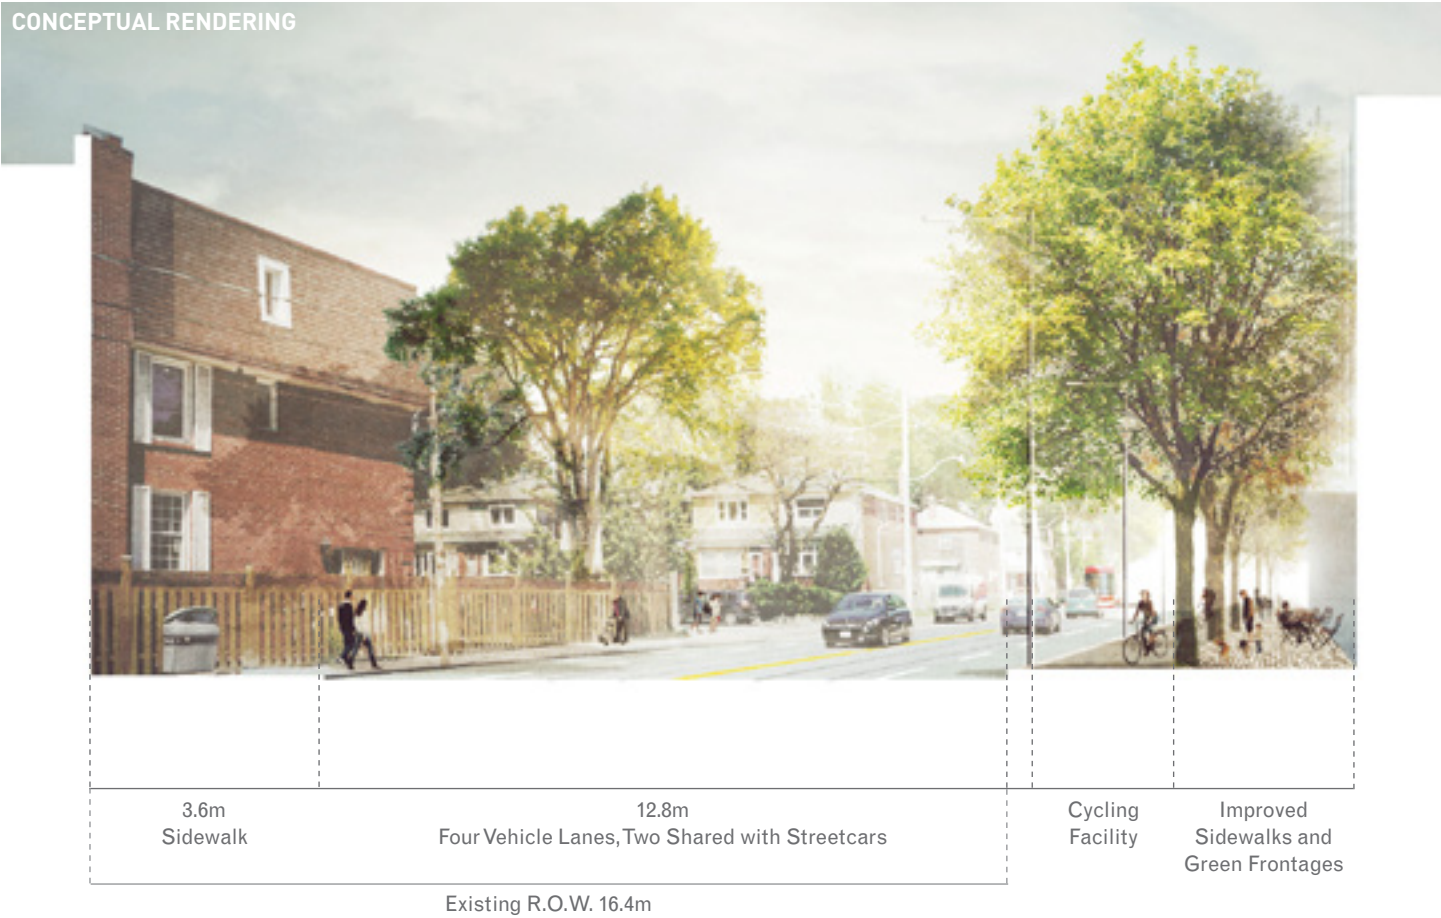 CONCEPTUAL RENDERING
3.6m
Sidewalk
12.8m
Four Vehicle Lanes, Two Shared with Streetcars
Cycling
Facility
Improved
Sidewalks and
Green Frontages
Existing R.O.W. 16.4m